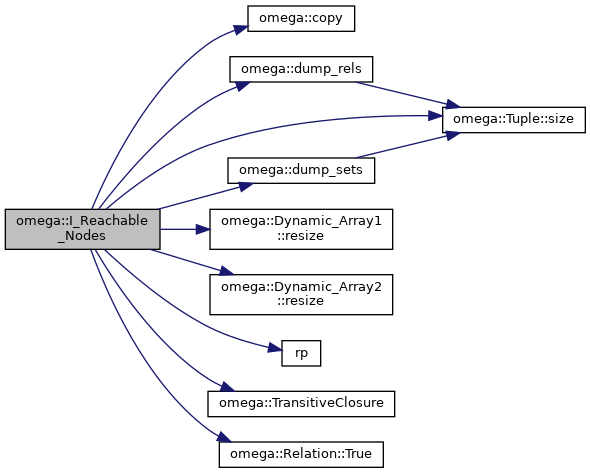 omega::copy
omega::dump_rels
omega::Tuple::size
omega::dump_sets
omega::I_Reachable
_Nodes
omega::Dynamic_Array1
::resize
omega::Dynamic_Array2
::resize
rp
omega::TransitiveClosure
omega::Relation::True